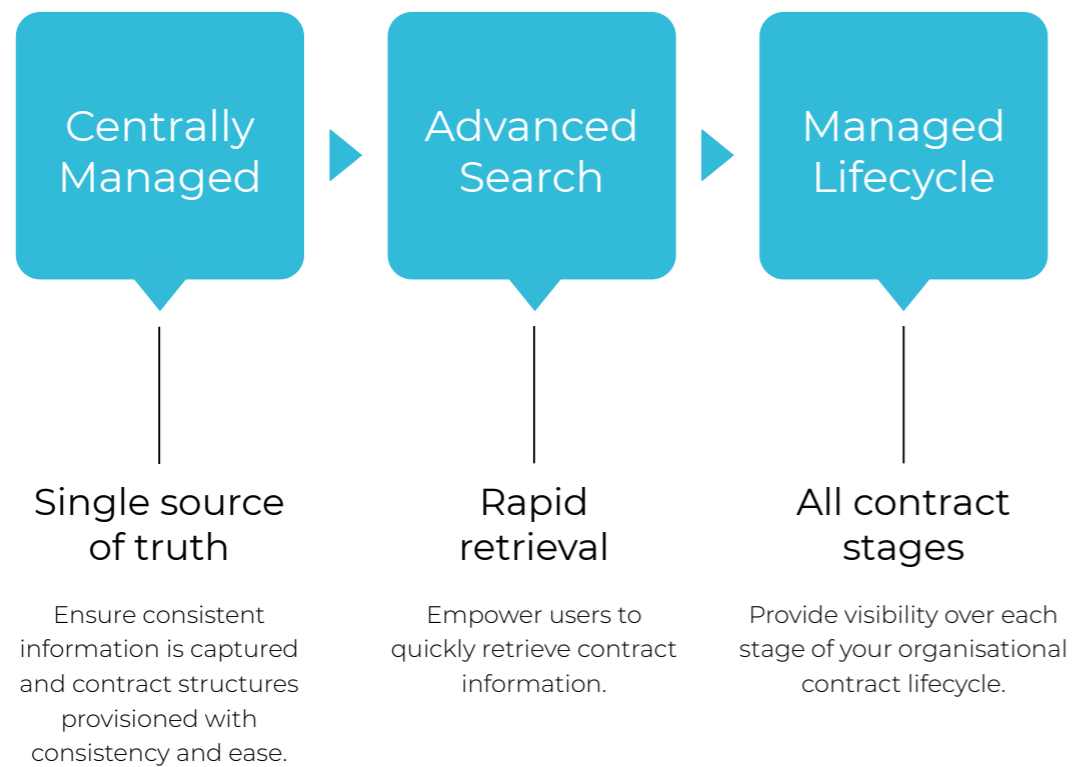 Centrally
Managed
Advanced
Search
Managed
Lifecycle
Single source
of truth
Ensure consistent
information is captured
and contract structures
provisioned with
consistency and ease.
Rapid
retrieval
Empower users to
quickly retrieve contract
information.
All contract
stages
Provide visibility over each
stage of your organisational
contract lifecycle.